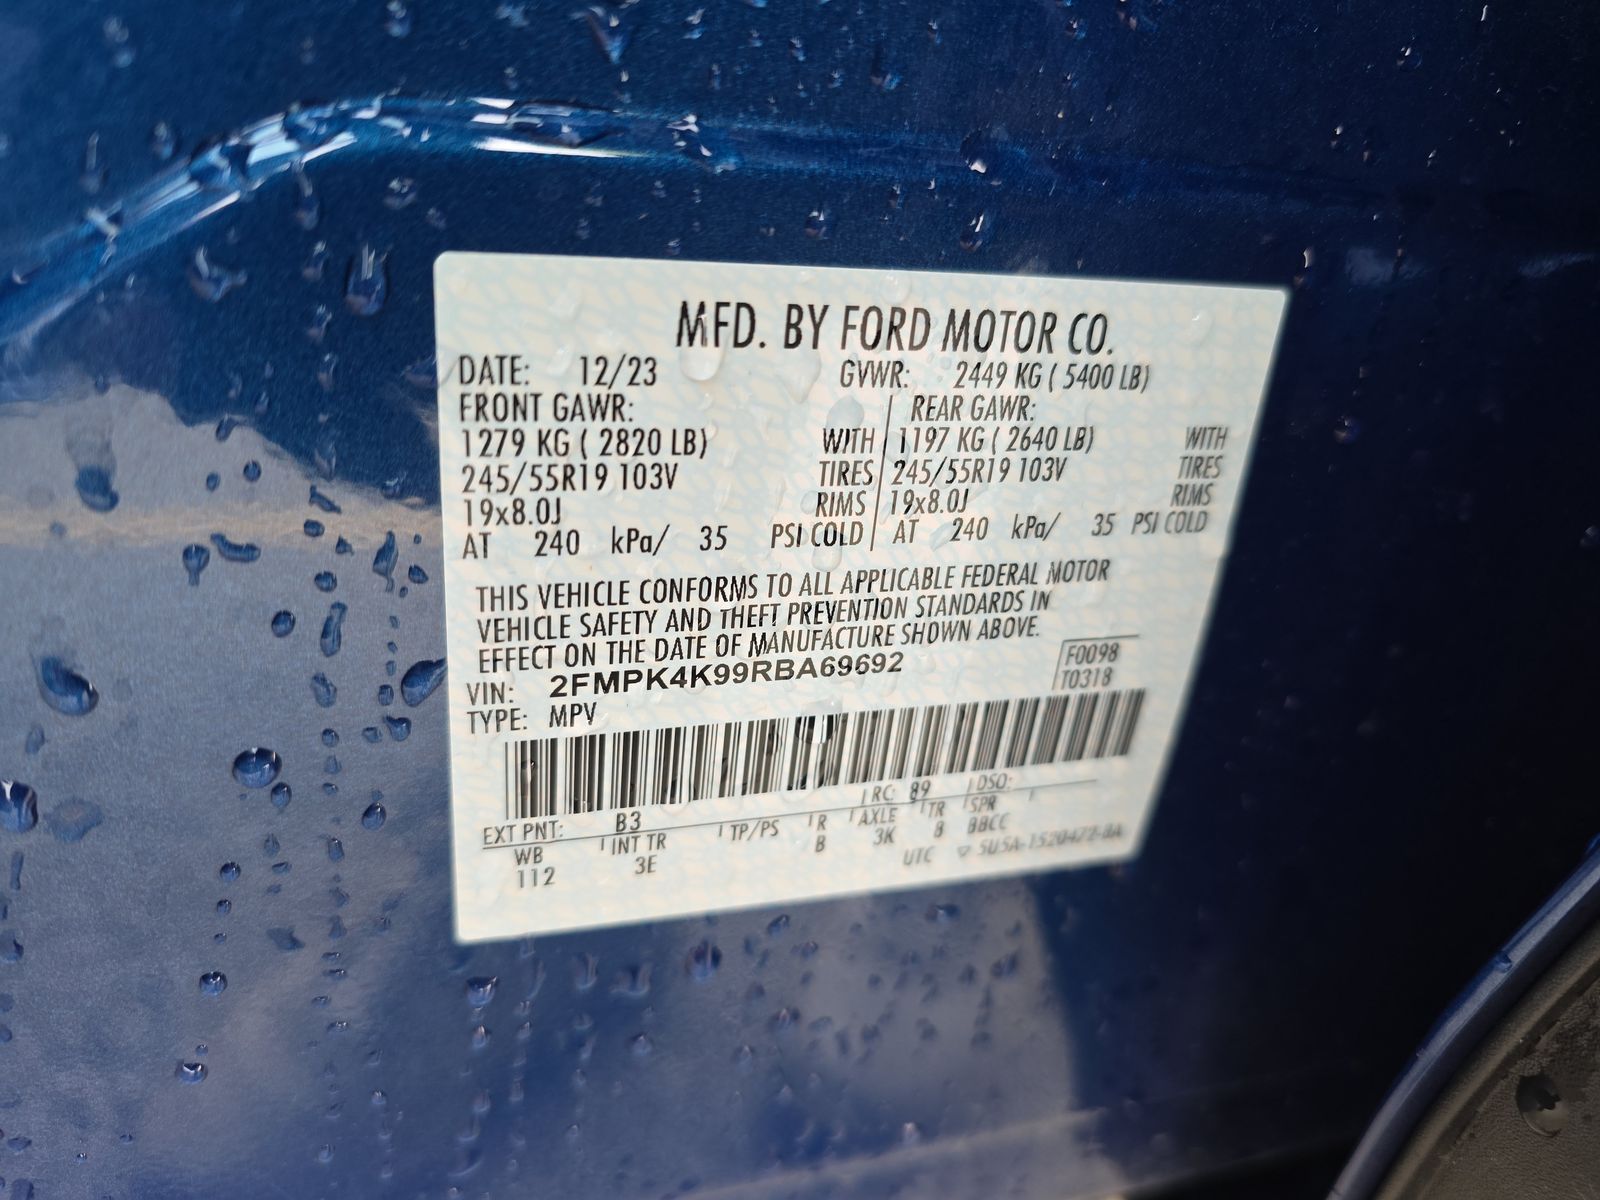 MFD. BY FORD MOTOR CO.
DATE: 12/23 GVWR: 2449 KG ( 5400 LB)
FRONT GAWR: REAR GAWR:
1279 KG ( 2820 LB) WITH 1197 KG ( 2640 LB) WITH
245/55R19 103V TIRES 245/55R19 103V TIRES
19x8.0J RIMS 19x8.0J RIMS
AT 240 kPa/ 35 PSI COLD AT 240 kPa/ 35 PSI COLD
THIS VEHICLE CONFORMS TO ALL APPLICABLE FEDERAL MOTOR
VEHICLE SAFETY AND THEFT PREVENTION STANDARDS IN
EFFECT ON THE DATE OF MANUFACTURE SHOWN ABOVE.
VIN: 2FMPK4K99RBA69692 F0098
TYPE: MPV T0318
EXT PNT: B3 RC: 89 DSO:
WB INT TR TP/PS R AXLE TR SPR
112 3E B 3K 8 BBCC
UTC